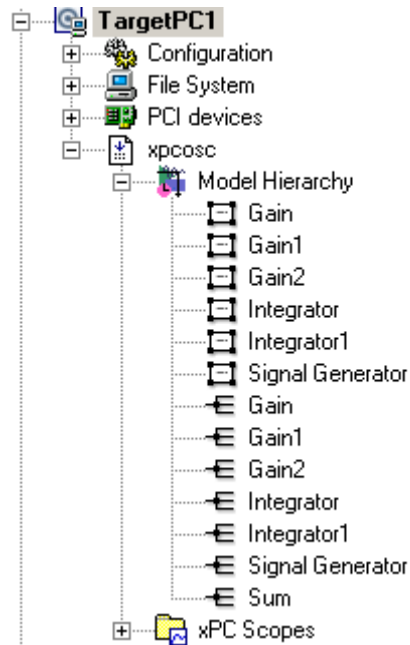 TargetPC1
Configuration
File System
PCI devices
xpcosc
Model Hierarchy
Gain
Gain1
Gain2
Integrator
Integrator1
Signal Generator
Gain
Gain1
Gain2
Integrator
Integrator1
Signal Generator
Sum
xPC Scopes